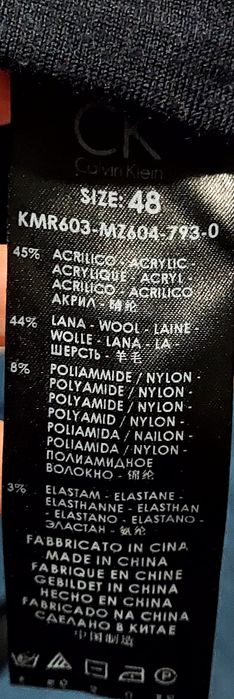 CK
Calvin Klein
SIZE: 48
KMR603-MZ604-793-0
45% ACRILICO - ACRYLIC -
ACRYLIQUE - ACRYL -
ACRILICO - ACRILICO
АКРИЛ - 腈纶
44% LANA - WOOL - LAINE -
WOLLE - LANA - LA
ШЕРСТЬ - 羊毛
8% POLIAMMIDE / NYLON -
POLYAMIDE / NYLON -
POLYAMIDE / NYLON -
POLYAMID / NYLON -
POLIAMIDA / NAILON -
POLIAMIDA / NYLON -
ПОЛИАМИДНОЕ
ВОЛОКНО - 锦纶
3% ELASTAM - ELASTANE -
ELASTHANNE - ELASTHAN
- ELASTANO - ELASTANO -
ЭЛАСТАН - 氨纶
FABBRICATO IN CINA
MADE IN CHINA
FABRIQUE EN CHINE
GEBILDET IN CHINA
HECHO EN CHINA
FABRICADO NA CHINA
СДЕЛАНО В КИТАЕ
中国制造